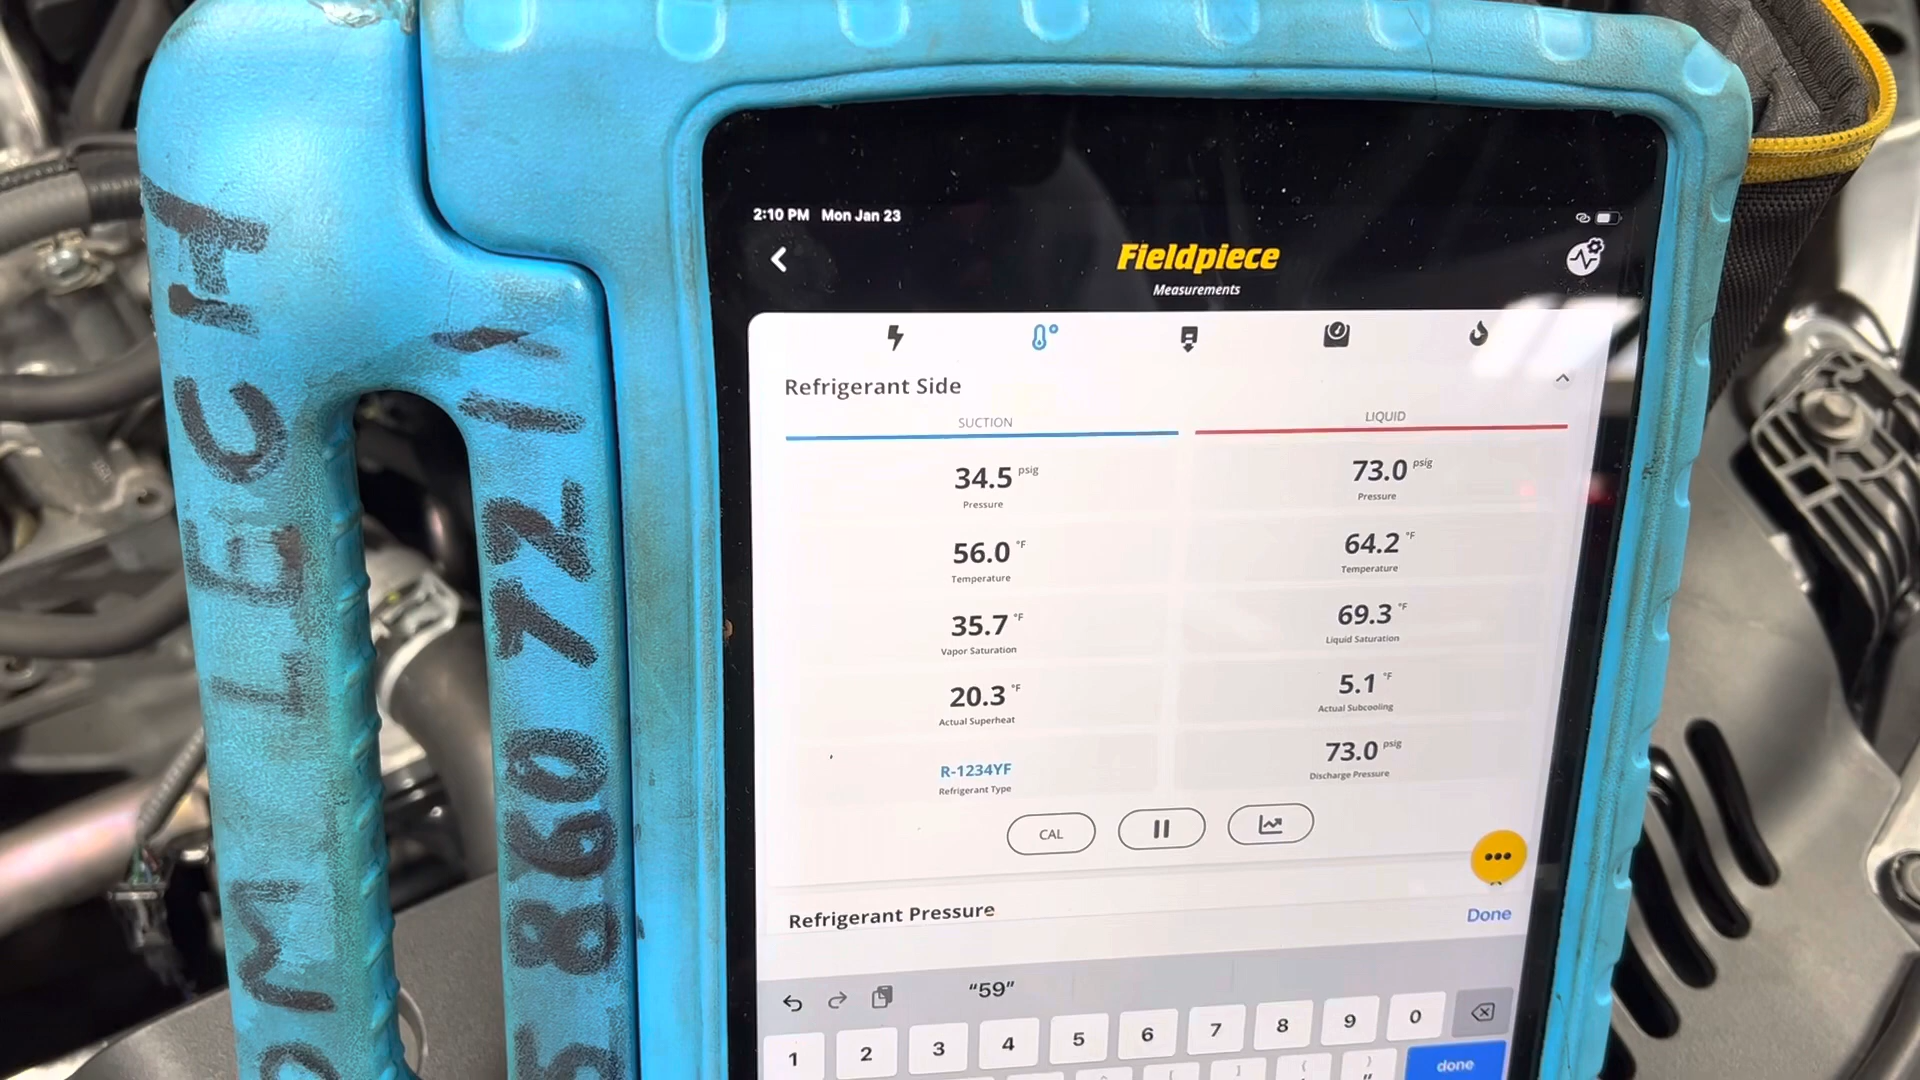 2:10 PM Mon Jan 23
Fieldpiece
Measurements
Refrigerant Side
SUCTION
LIQUID
34.5 psig
Pressure
73.0 psig
Pressure
56.0 °F
Temperature
64.2 °F
Temperature
35.7 °F
Vapor Saturation
69.3 °F
Liquid Saturation
20.3 °F
Actual Superheat
5.1 °F
Actual Subcooling
R-1234YF
Refrigerant Type
73.0 psig
Discharge Pressure
CAL
Refrigerant Pressure
Done
“59”
1 2 3 4 5 6 7 8 9 0
done